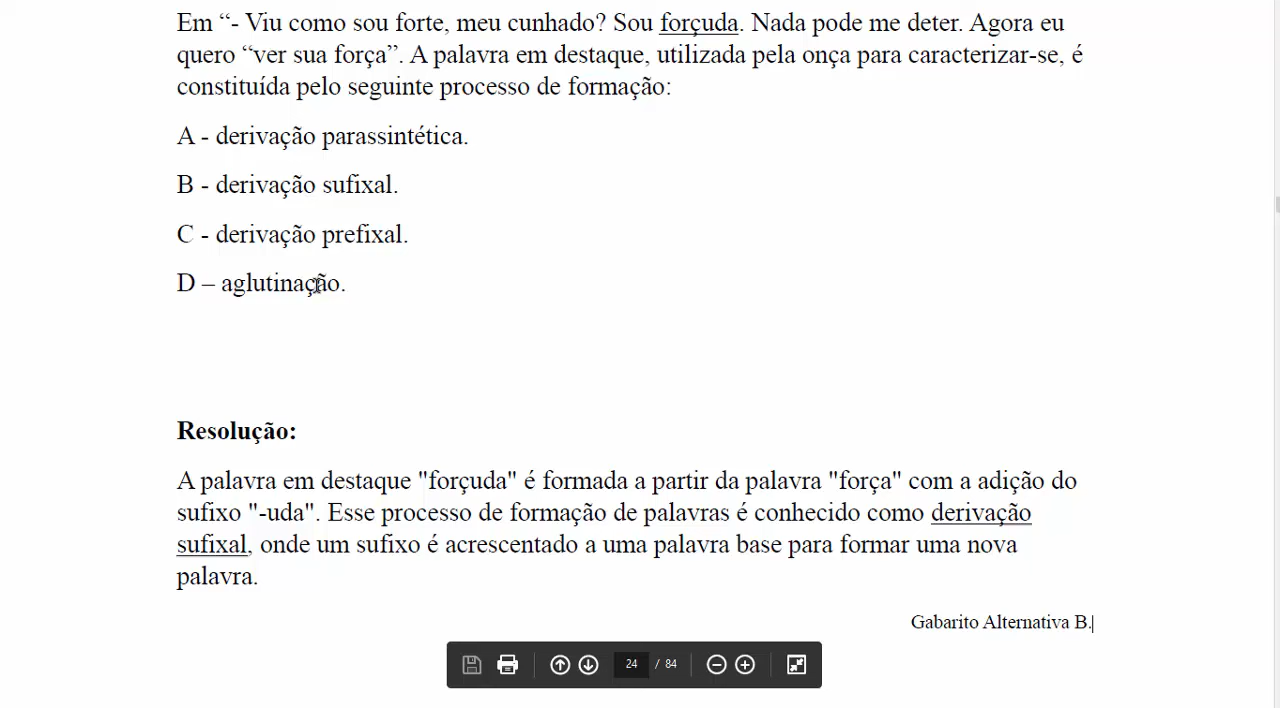 Em “- Viu como sou forte, meu cunhado? Sou forçuda. Nada pode me deter. Agora eu
quero “ver sua força”. A palavra em destaque, utilizada pela onça para caracterizar-se, é
constituída pelo seguinte processo de formação:
A - derivação parassintética.
B - derivação sufixal.
C - derivação prefixal.
D – aglutinação.
Resolução:
A palavra em destaque "forçuda" é formada a partir da palavra "força" com a adição do
sufixo "-uda". Esse processo de formação de palavras é conhecido como derivação
sufixal, onde um sufixo é acrescentado a uma palavra base para formar uma nova
palavra.
Gabarito Alternativa B.
24 / 84